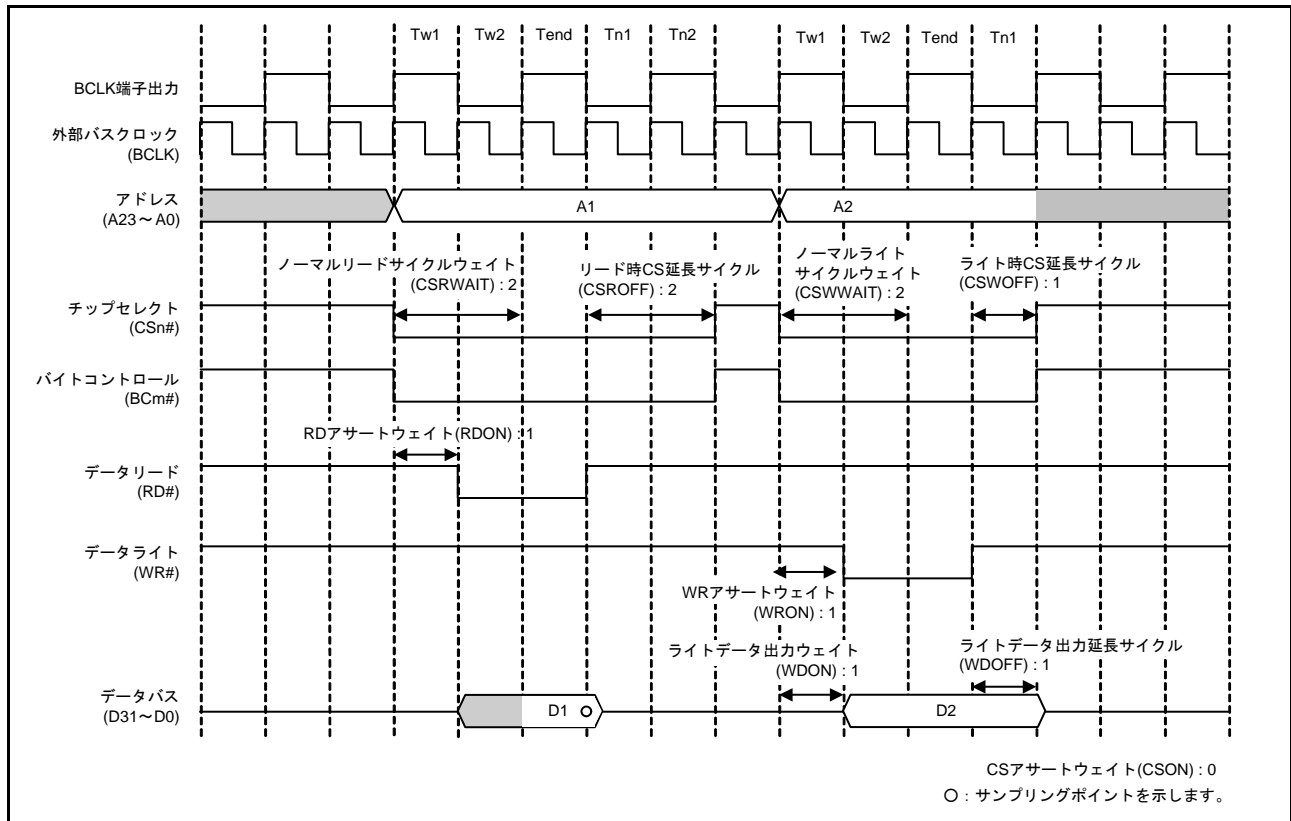 Tw1 Tw2 Tend Tn1 Tn2 Tw1 Tw2 Tend Tn1
BCLK端子出力
外部バスクロック
(BCLK)
アドレス
(A23～A0)
A1 A2
ノーマルリードサイクルウェイト
(CSRWAIT) : 2
リード時CS延長サイクル
(CSROFF) : 2
ノーマルライト
サイクルウェイト
(CSWWAIT) : 2
ライト時CS延長サイクル
(CSWOFF) : 1
チップセレクト
(CSn#)
バイトコントロール
(BCm#)
RDアサートウェイト(RDON) : 1
データリード
(RD#)
データライト
(WR#)
WRアサートウェイト
(WRON) : 1
ライトデータ出力ウェイト
(WDON) : 1
ライトデータ出力延長サイクル
(WDOFF) : 1
データバス
(D31～D0)
D1 D2
CSアサートウェイト(CSON) : 0
○ : サンプリングポイントを示します。